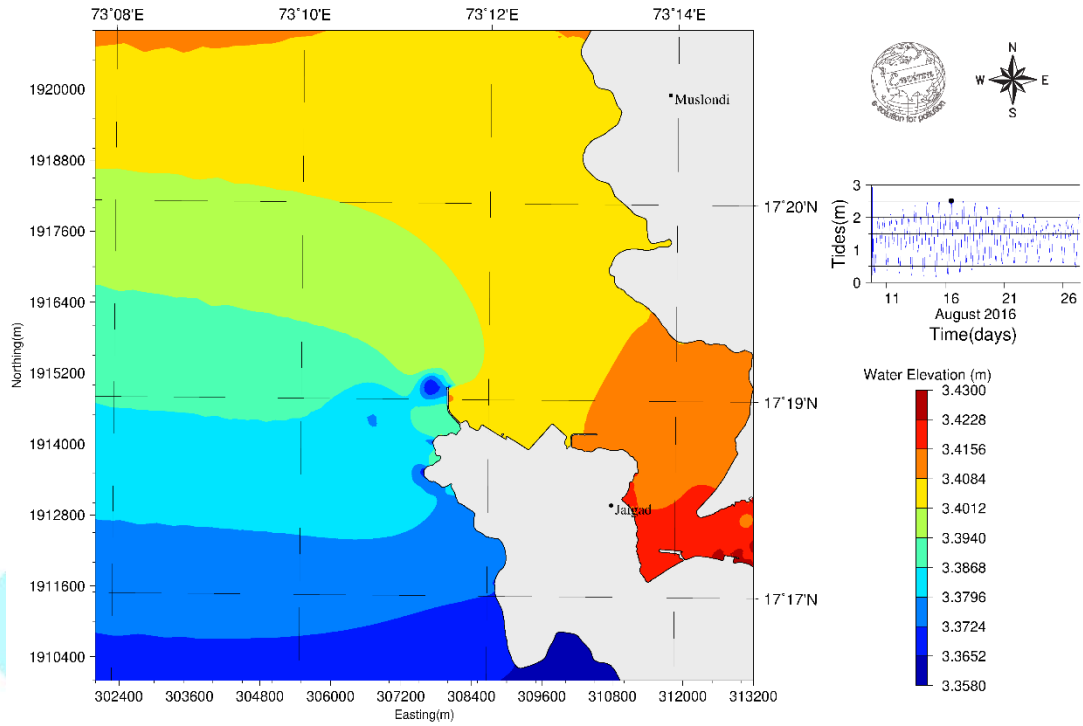 73°08'E 73°10'E 73°12'E 73°14'E
1920000
1918800
1917600
1916400
1915200
1914000
1912800
1911600
1910400
Northing(m)
Muslondi
Jaigad
17°20'N
17°19'N
17°17'N
302400 303600 304800 306000 307200 308400 309600 310800 312000 313200
Easting(m)
e-solution for pollution
N
W E
S
3
2
1
0
Tides(m)
11 16 21 26
August 2016
Time(days)
Water Elevation (m)
3.4300
3.4228
3.4156
3.4084
3.4012
3.3940
3.3868
3.3796
3.3724
3.3652
3.3580